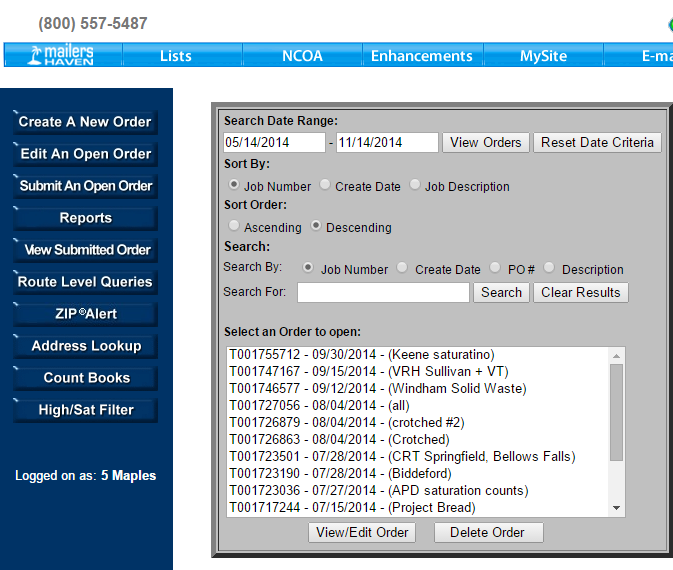 (800) 557-5487
mailers HAVEN Lists NCOA Enhancements MySite E-ma
Create A New Order
Edit An Open Order
Submit An Open Order
Reports
View Submitted Order
Route Level Queries
ZIP®Alert
Address Lookup
Count Books
High/Sat Filter
Logged on as: 5 Maples
Search Date Range:
05/14/2014 - 11/14/2014 View Orders Reset Date Criteria
Sort By:
Job Number Create Date Job Description
Sort Order:
Ascending Descending
Search:
Search By: Job Number Create Date PO # Description
Search For: Search Clear Results
Select an Order to open:
T001755712 - 09/30/2014 - (Keene saturatino)
T001747167 - 09/15/2014 - (VRH Sullivan + VT)
T001746577 - 09/12/2014 - (Windham Solid Waste)
T001727056 - 08/04/2014 - (all)
T001726879 - 08/04/2014 - (crotched #2)
T001726863 - 08/04/2014 - (Crotched)
T001723501 - 07/28/2014 - (CRT Springfield, Bellows Falls)
T001723190 - 07/28/2014 - (Biddeford)
T001723036 - 07/27/2014 - (APD saturation counts)
T001717244 - 07/15/2014 - (Project Bread)
View/Edit Order Delete Order